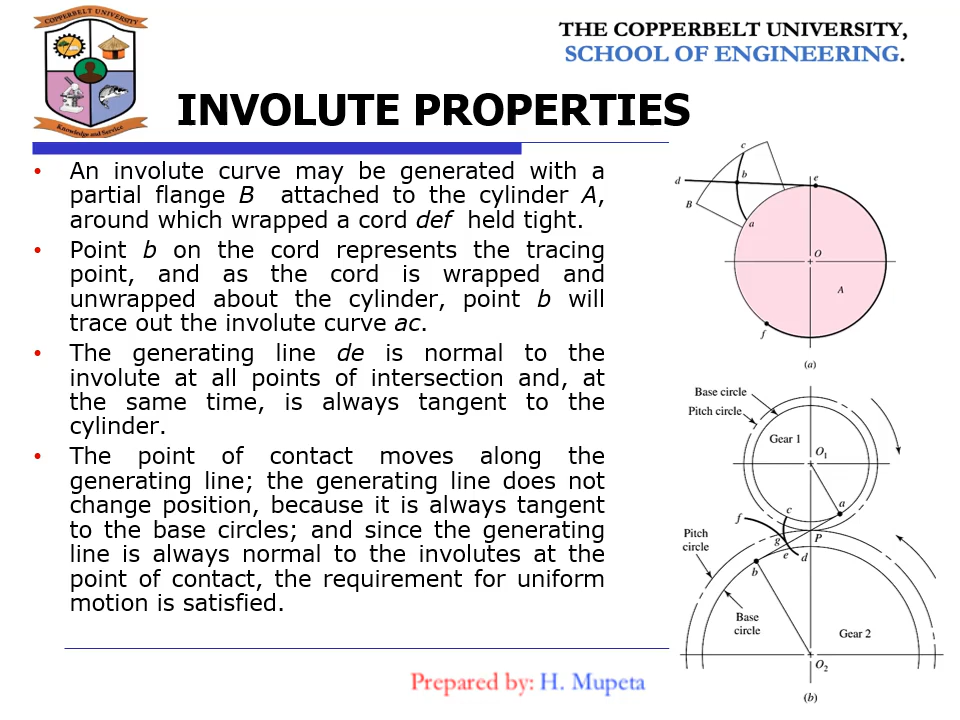 COPPERBELT UNIVERSITY
Knowledge and Service
THE COPPERBELT UNIVERSITY,
SCHOOL OF ENGINEERING.
INVOLUTE PROPERTIES
• An involute curve may be generated with a
partial flange B attached to the cylinder A,
around which wrapped a cord def held tight.
• Point b on the cord represents the tracing
point, and as the cord is wrapped and
unwrapped about the cylinder, point b will
trace out the involute curve ac.
• The generating line de is normal to the
involute at all points of intersection and, at
the same time, is always tangent to the
cylinder.
• The point of contact moves along the
generating line; the generating line does not
change position, because it is always tangent
to the base circles; and since the generating
line is always normal to the involutes at the
point of contact, the requirement for uniform
motion is satisfied.
c
d
b
e
B
a
O
A
f
(a)
Base circle
Pitch circle
Gear 1
O1
a
c
f
Pitch
circle
g
P
e
d
b
Base
circle
Gear 2
O2
(b)
Prepared by: H. Mupeta